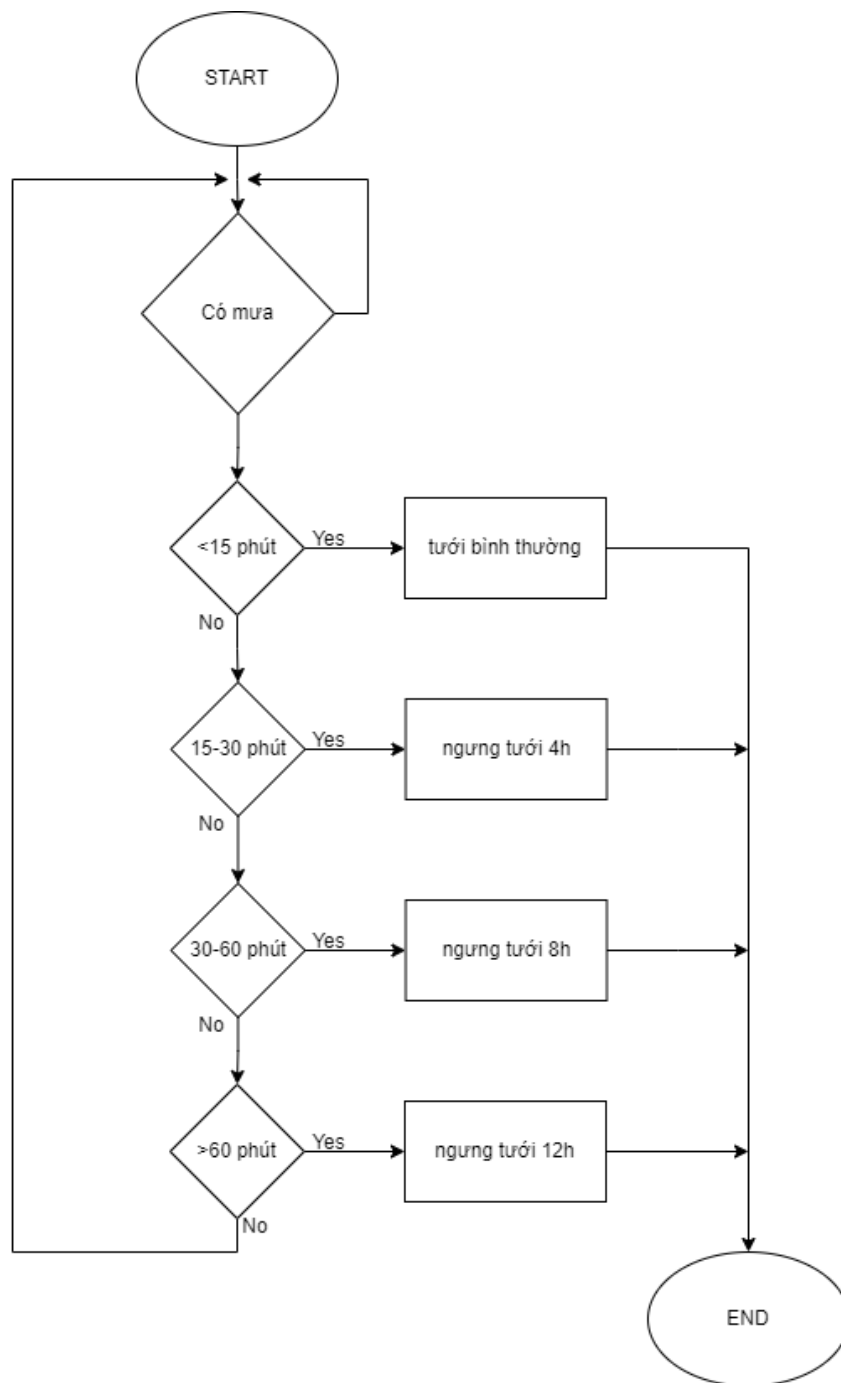 START
Có mưa
<15 phút
Yes
tưới bình thường
No
15-30 phút
Yes
ngưng tưới 4h
No
30-60 phút
Yes
ngưng tưới 8h
No
>60 phút
Yes
ngưng tưới 12h
No
END